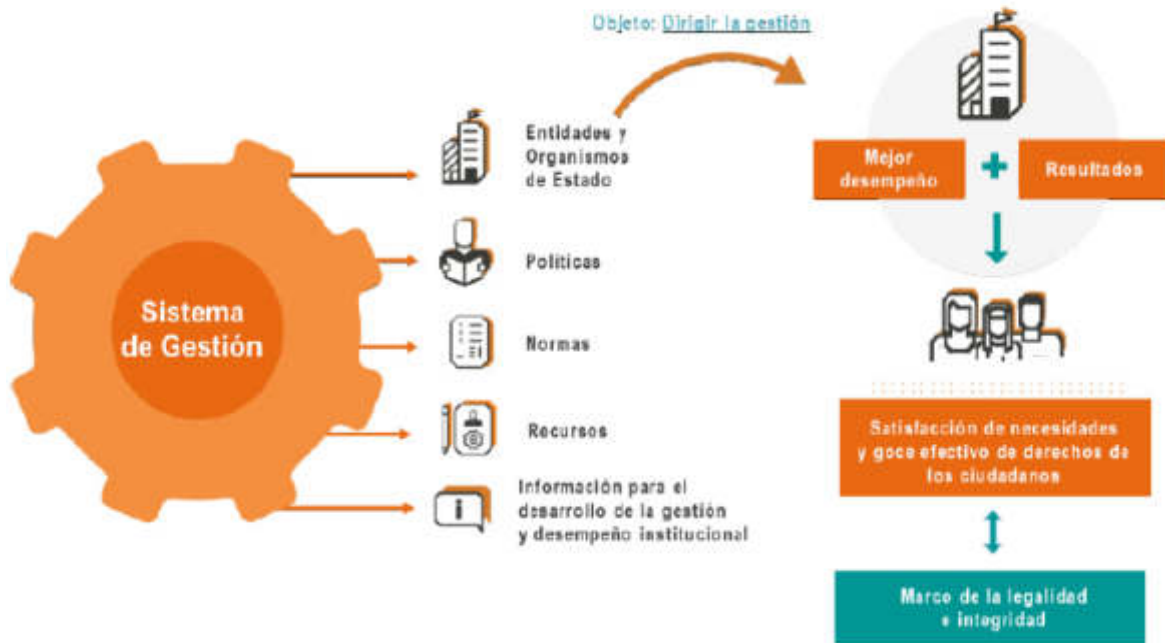 Objeto: Dirigir la gestión
Sistema
de Gestión
Entidades y
Organismos
de Estado
Políticas
Normas
Recursos
Información para el
desarrollo de la gestión
y desempeño institucional
Mejor
desempeño
+
Resultados
Satisfacción de necesidades
y goce efectivo de derechos de
los ciudadanos
Marco de la legalidad
e integridad